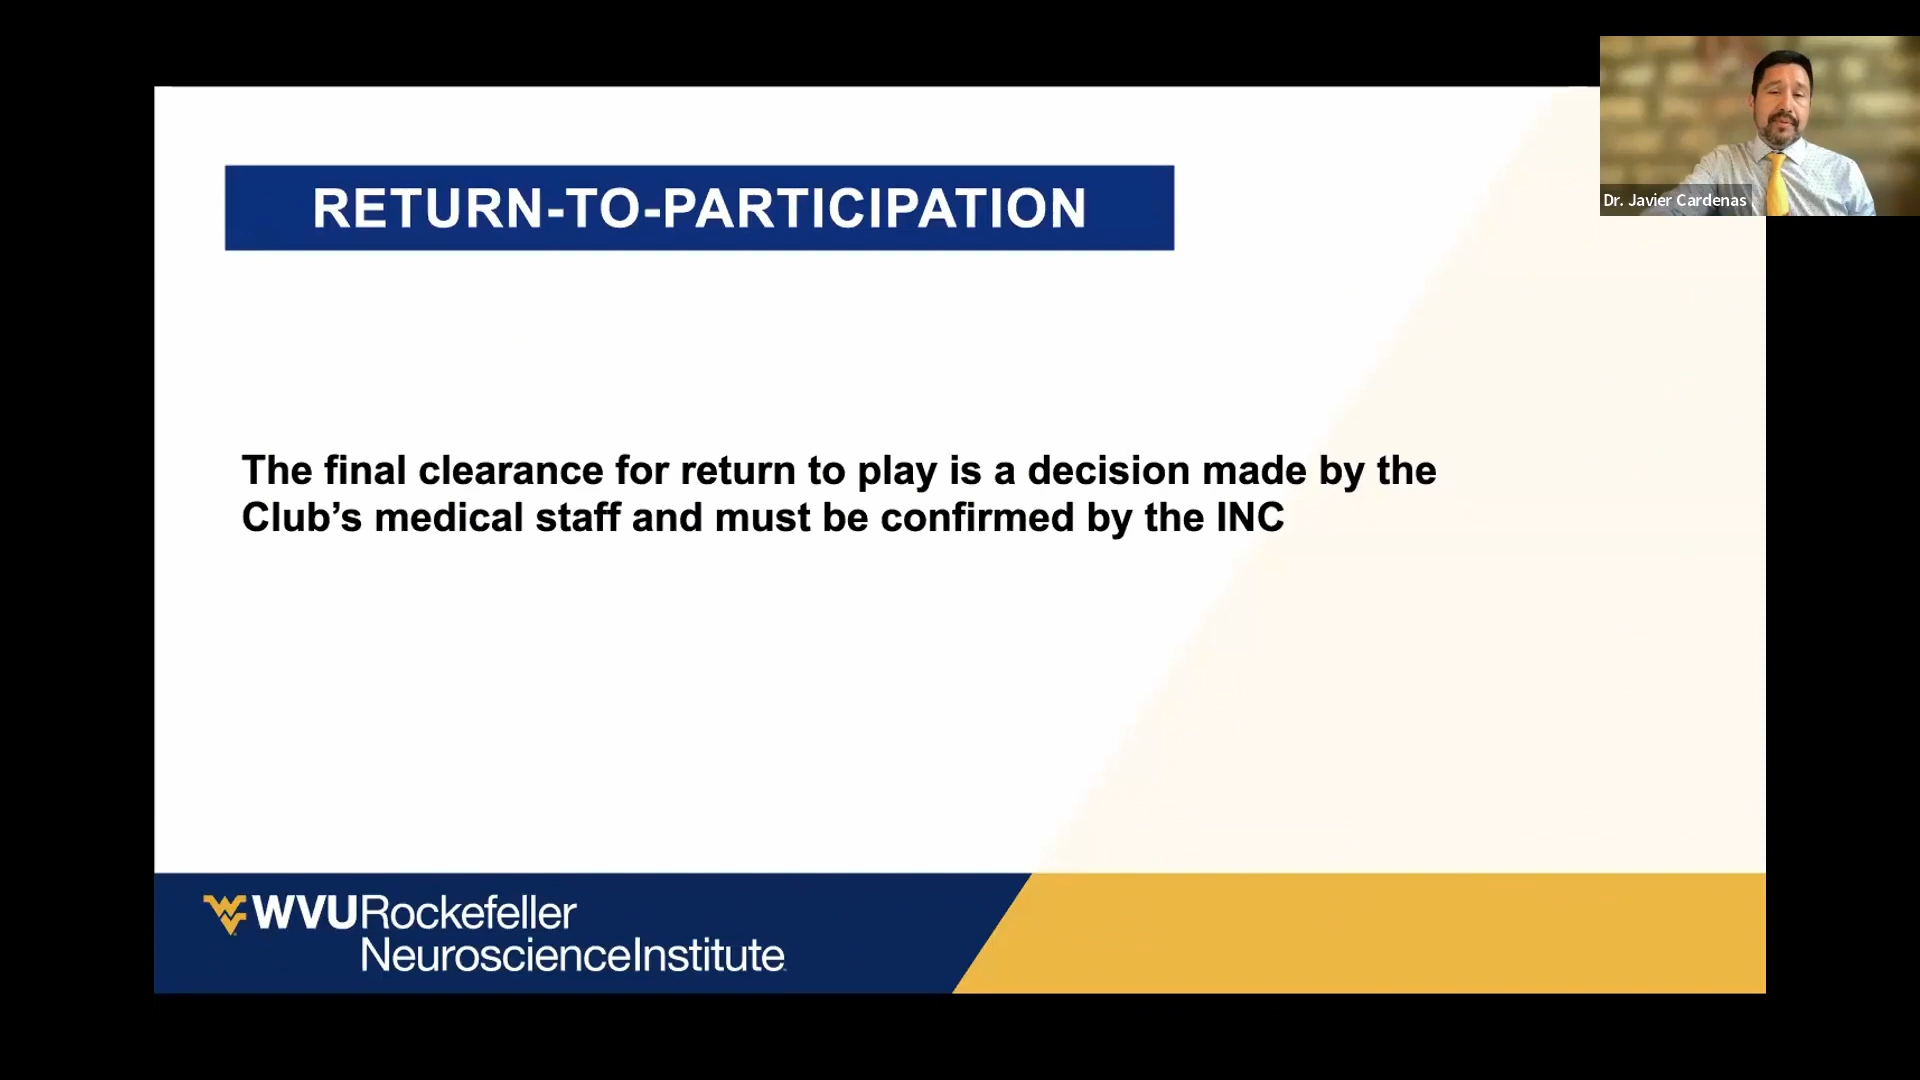 RETURN-TO-PARTICIPATION
Dr. Javier Cardenas
The final clearance for return to play is a decision made by the
Club’s medical staff and must be confirmed by the INC
WVURockefeller
NeuroscienceInstitute